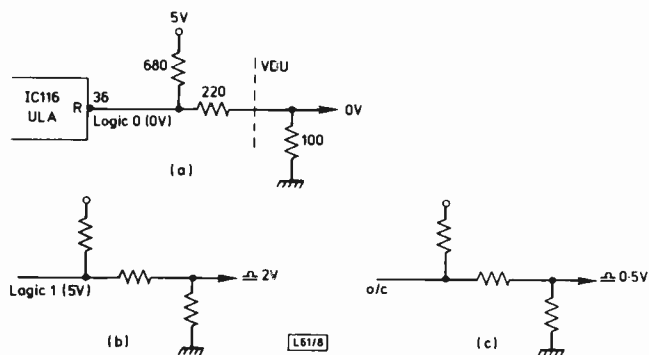 5V
680
VDU
IC116
ULA
R
36
220
0V
Logic 0 (0V)
100
(a)
Logic 1 (5V)
≏ 2V
o/c
≏ 0·5V
(b)
L61/8
(c)